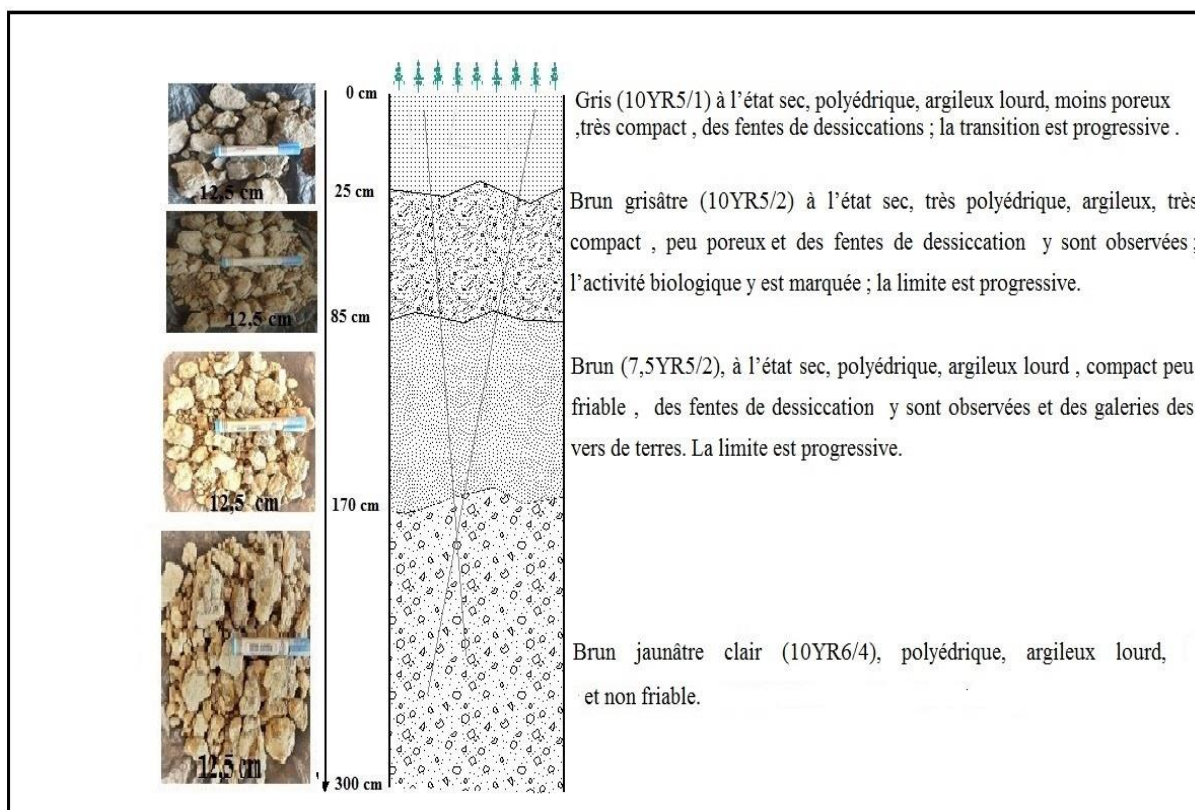 0 cm
Gris (10YR5/1) à l’état sec, polyédrique, argileux lourd, moins poreux
,très compact , des fentes de dessiccations ; la transition est progressive .
12,5 cm
25 cm
Brun grisâtre (10YR5/2) à l’état sec, très polyédrique, argileux, très
compact , peu poreux et des fentes de dessiccation y sont observées ;
l’activité biologique y est marquée ; la limite est progressive.
12,5 cm
85 cm
Brun (7,5YR5/2), à l’état sec, polyédrique, argileux lourd , compact peu
friable , des fentes de dessiccation y sont observées et des galeries des
vers de terres. La limite est progressive.
12,5 cm
170 cm
Brun jaunâtre clair (10YR6/4), polyédrique, argileux lourd,
et non friable.
12.5 cm
300 cm